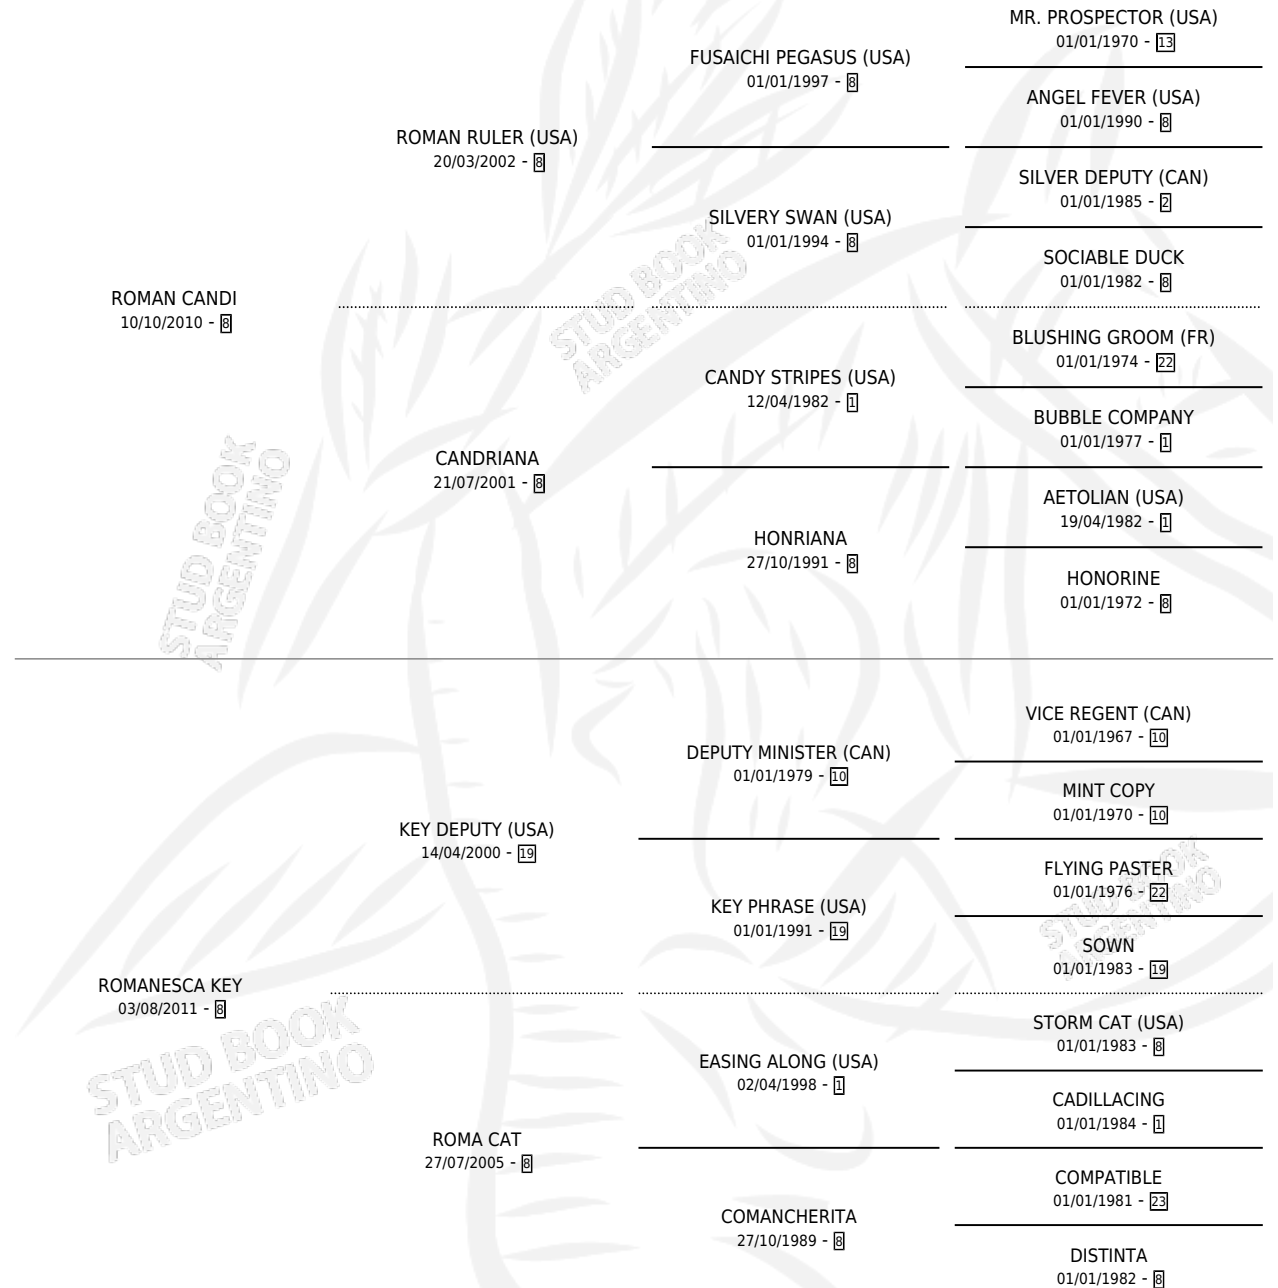 MR. PROSPECTOR (USA)
01/01/1970 - 13
FUSAICHI PEGASUS (USA)
01/01/1997 - 8
ANGEL FEVER (USA)
01/01/1990 - 8
ROMAN RULER (USA)
20/03/2002 - 8
SILVER DEPUTY (CAN)
01/01/1985 - 2
SILVERY SWAN (USA)
01/01/1994 - 8
SOCIABLE DUCK
01/01/1982 - 8
STUD BOOK
ARGENTINO
ROMAN CANDI
10/10/2010 - 8
BLUSHING GROOM (FR)
01/01/1974 - 22
CANDY STRIPES (USA)
12/04/1982 - 1
BUBBLE COMPANY
01/01/1977 - 1
CANDRIANA
21/07/2001 - 8
AETOLIAN (USA)
19/04/1982 - 1
HONRIANA
27/10/1991 - 8
HONORINE
01/01/1972 - 8
STUD BOOK
ARGENTINO
VICE REGENT (CAN)
01/01/1967 - 10
DEPUTY MINISTER (CAN)
01/01/1979 - 10
MINT COPY
01/01/1970 - 10
KEY DEPUTY (USA)
14/04/2000 - 19
FLYING PASTER
01/01/1976 - 22
KEY PHRASE (USA)
01/01/1991 - 19
SOWN
01/01/1983 - 19
STUD BOOK
ARGENTINO
ROMANESCA KEY
03/08/2011 - 8
STORM CAT (USA)
01/01/1983 - 8
EASING ALONG (USA)
02/04/1998 - 1
CADILLACING
01/01/1984 - 1
STUD BOOK
ARGENTINO
ROMA CAT
27/07/2005 - 8
COMPATIBLE
01/01/1981 - 23
COMANCHERITA
27/10/1989 - 8
DISTINTA
01/01/1982 - 8